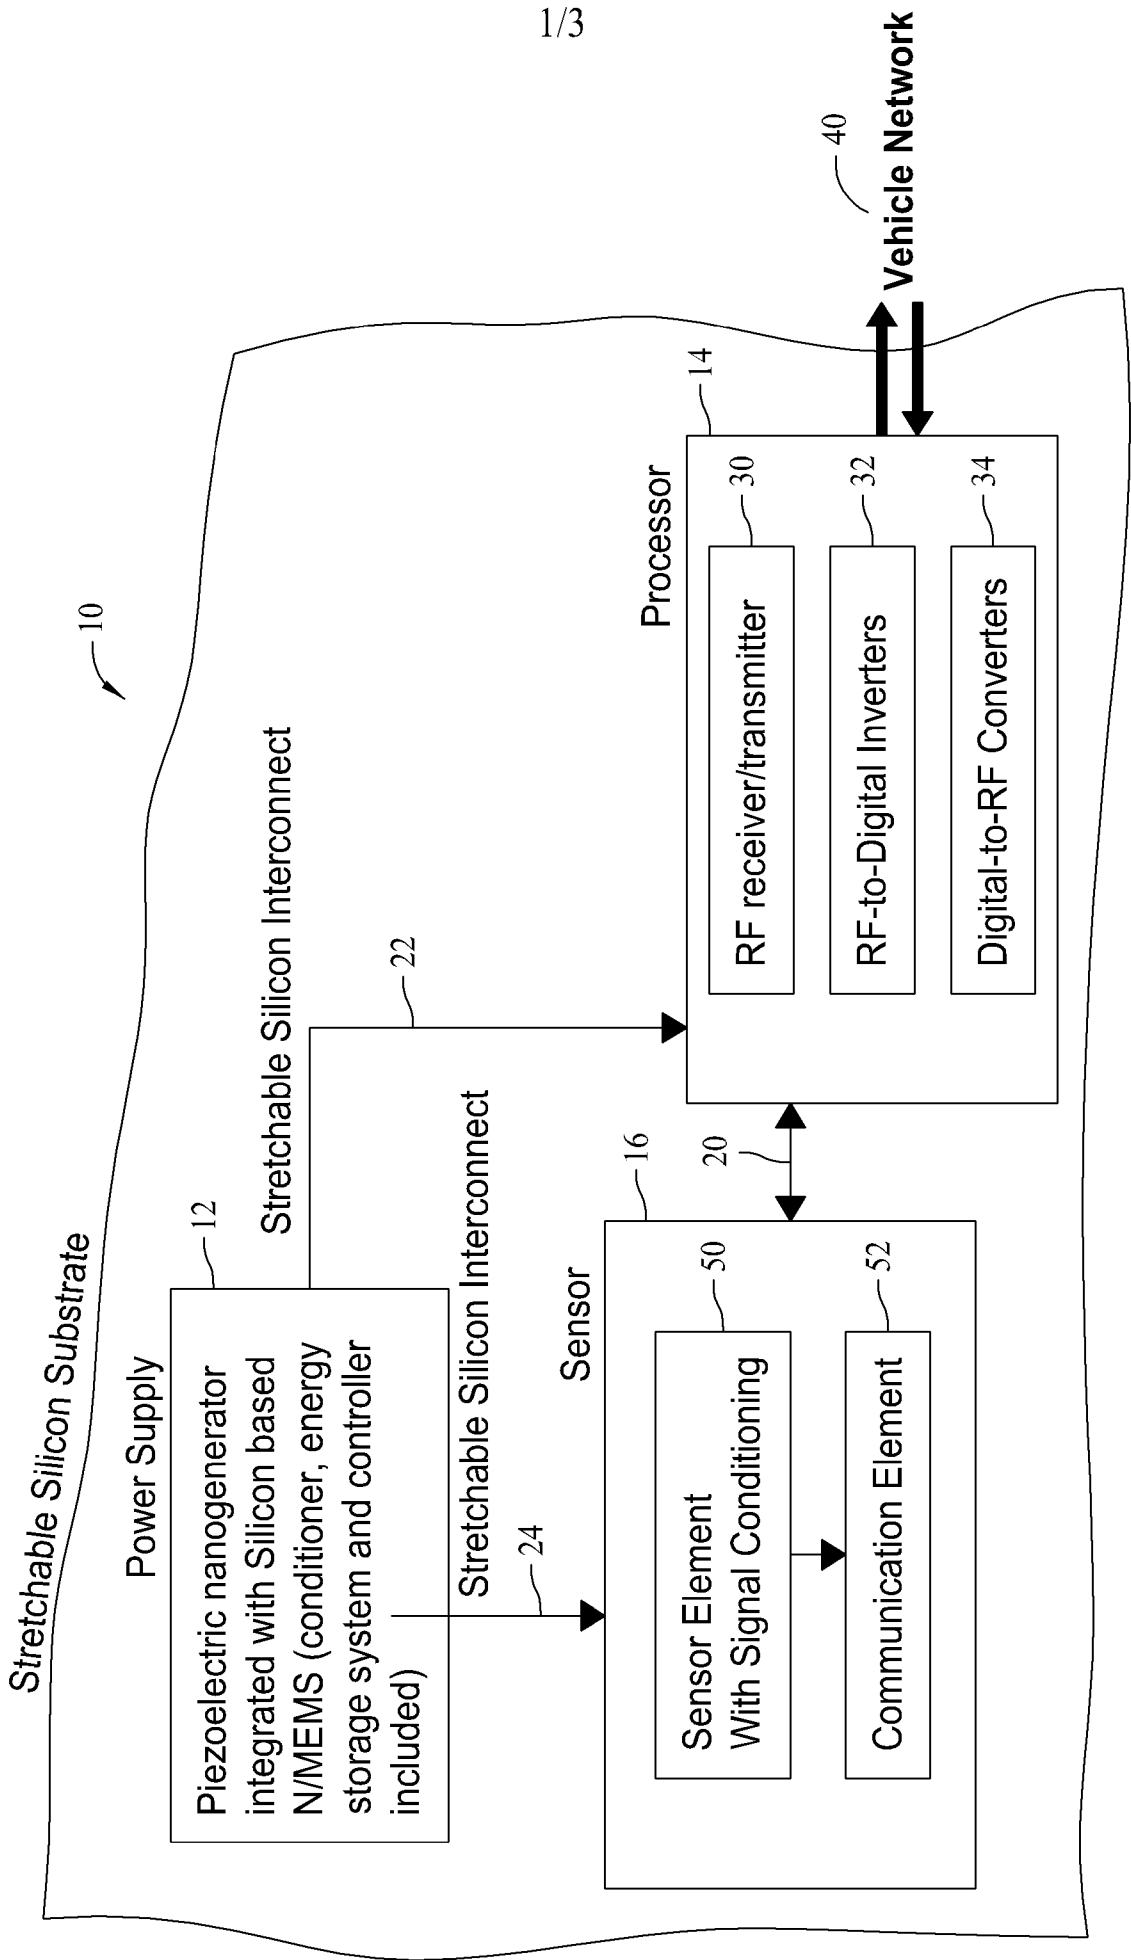 1/3
Stretchable Silicon Substrate
10
Power Supply
12
Piezoelectric nanogenerator
integrated with Silicon based
N/MEMS (conditioner, energy
storage system and controller
included)
Stretchable Silicon Interconnect
22
Stretchable Silicon Interconnect
24
Sensor
16
Sensor Element
With Signal Conditioning
50
Communication Element
52
20
Processor
14
RF receiver/transmitter
30
RF-to-Digital Inverters
32
Digital-to-RF Converters
34
40
Vehicle Network